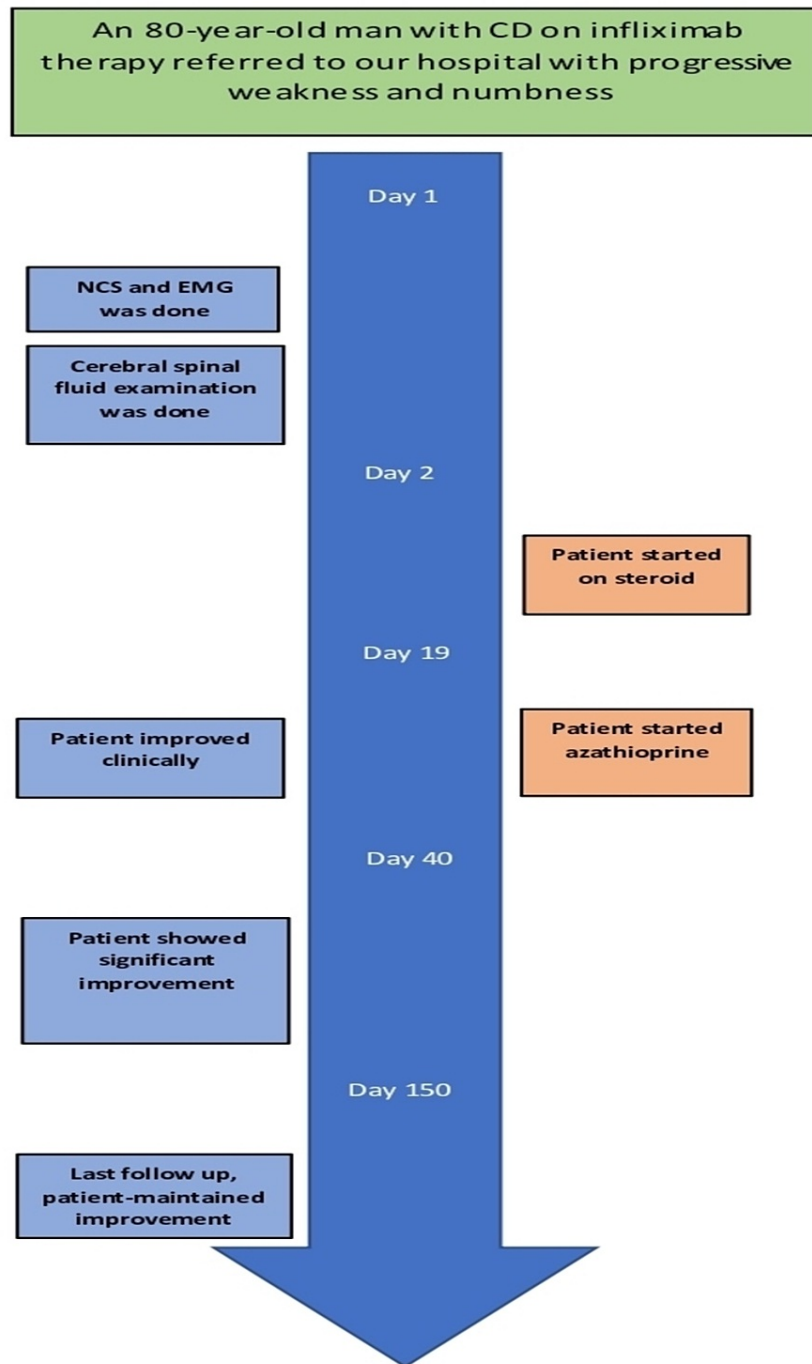 An 80-year-old man with CD on infliximab
therapy referred to our hospital with progressive
weakness and numbness
Day 1
NCS and EMG
was done
Cerebral spinal
fluid examination
was done
Day 2
Patient started
on steroid
Day 19
Patient improved
clinically
Patient started
azathioprine
Day 40
Patient showed
significant
improvement
Day 150
Last follow up,
patient-maintained
improvement